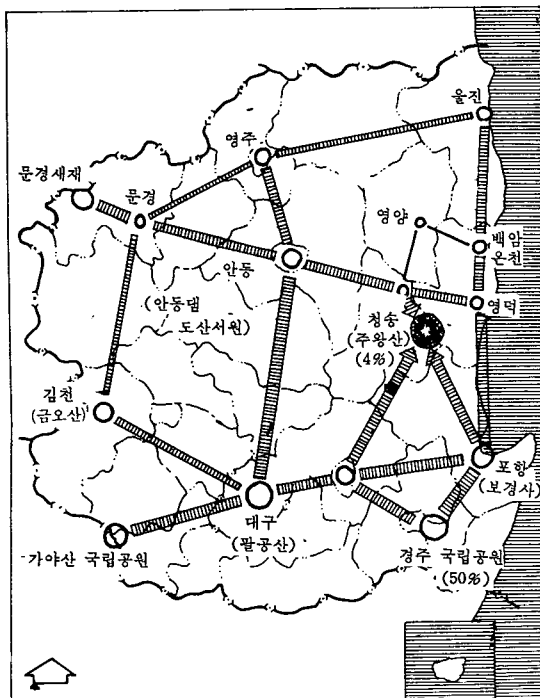 울진
영주
문경새재
문경
영양
백암
온천
안동
(안동댐
도산서원)
영덕
청송
(주왕산)
(4%)
김천
(금오산)
포항
(보경사)
대구
(팔공산)
가야산 국립공원
경주 국립공원
(50%)